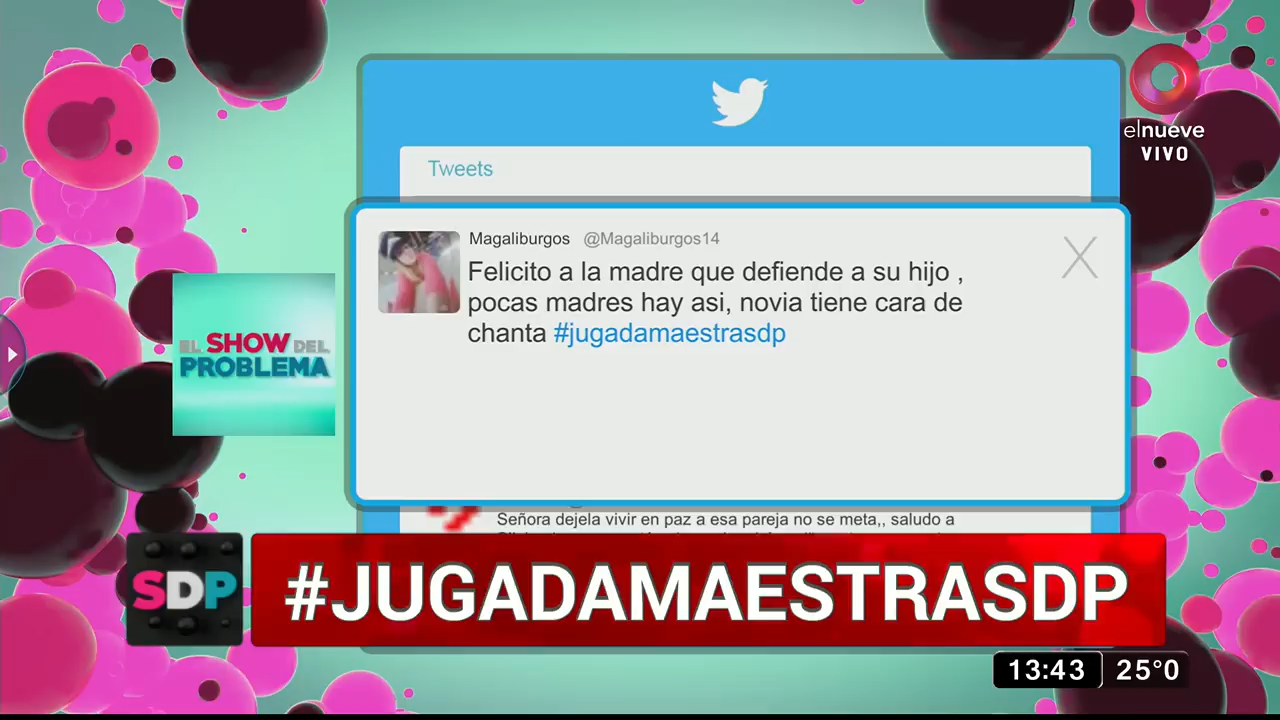 elnueve
VIVO
Tweets
Magaliburgos @Magaliburgos14
Felicito a la madre que defiende a su hijo ,
pocas madres hay asi, novia tiene cara de
chanta #jugadamaestrasdp
EL SHOW DEL
PROBLEMA
Señora dejela vivir en paz a esa pareja no se meta,, saludo a
SDP
#JUGADAMAESTRASDP
13:43 25°0